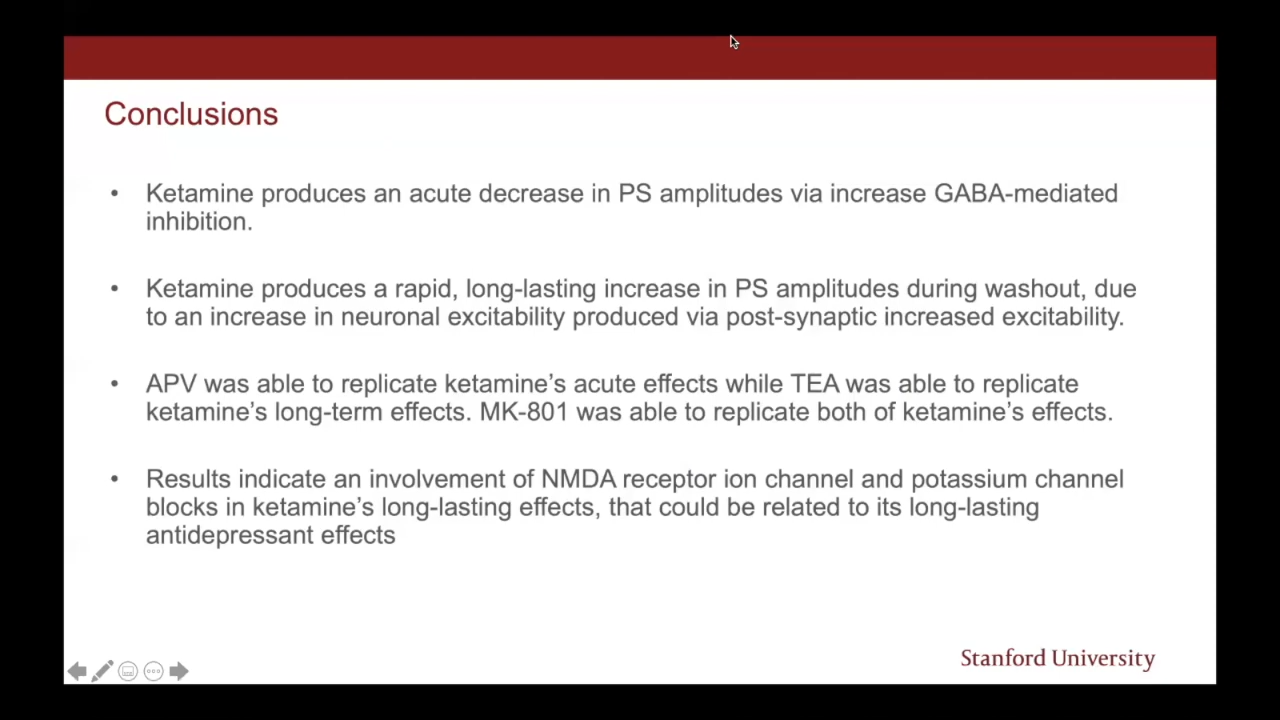 Conclusions
• Ketamine produces an acute decrease in PS amplitudes via increase GABA-mediated
inhibition.
• Ketamine produces a rapid, long-lasting increase in PS amplitudes during washout, due
to an increase in neuronal excitability produced via post-synaptic increased excitability.
• APV was able to replicate ketamine’s acute effects while TEA was able to replicate
ketamine’s long-term effects. MK-801 was able to replicate both of ketamine’s effects.
• Results indicate an involvement of NMDA receptor ion channel and potassium channel
blocks in ketamine’s long-lasting effects, that could be related to its long-lasting
antidepressant effects
Stanford University